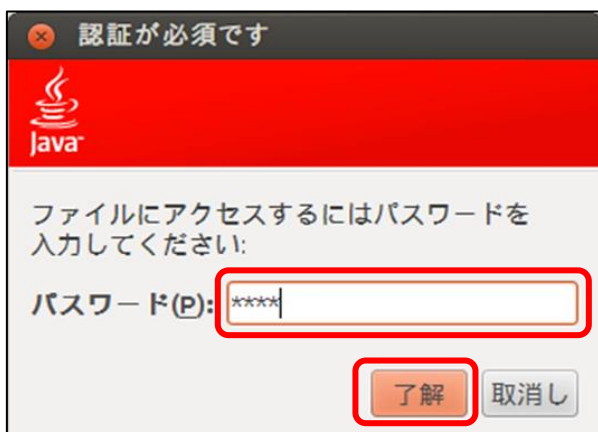 認証が必須です
Java™
ファイルにアクセスするにはパスワードを
入力してください:
パスワード(P): ****
了解 取消し